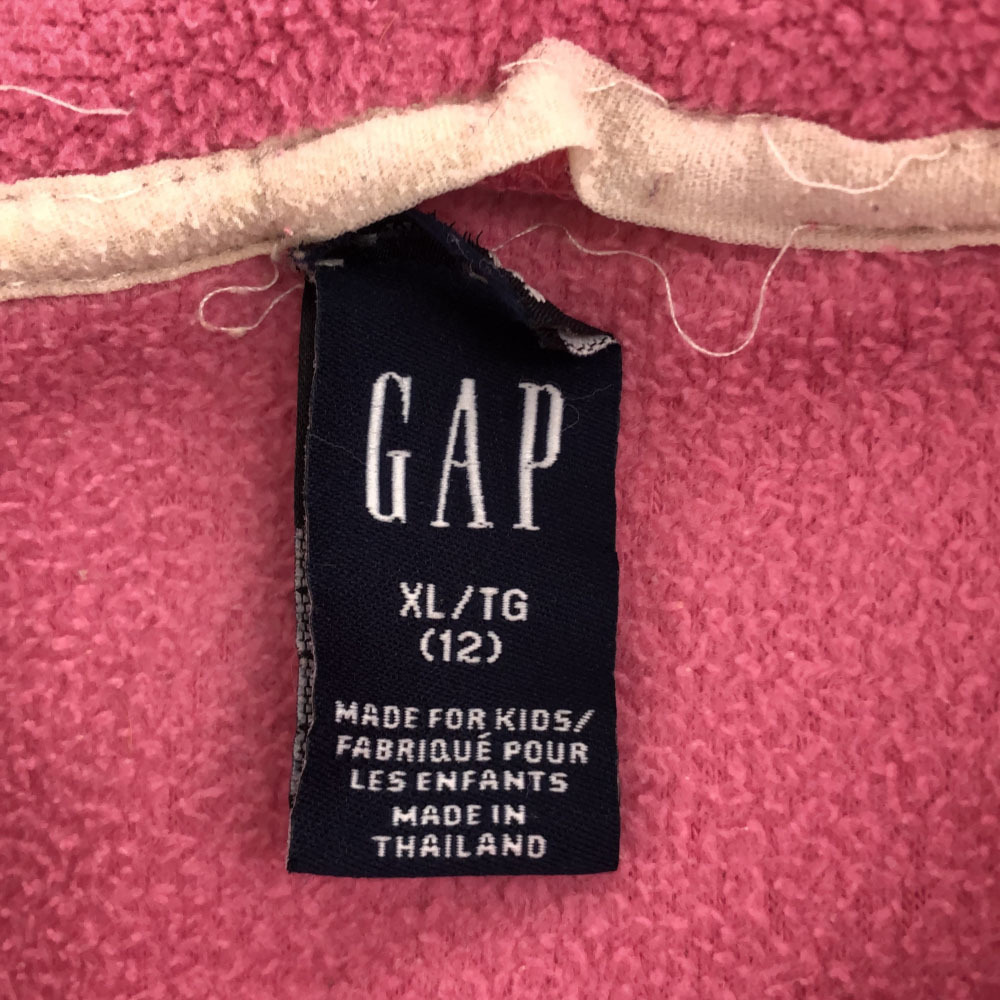 GAP
XL/TG
(12)
MADE FOR KIDS/
FABRIQUÉ POUR
LES ENFANTS
MADE IN
THAILAND